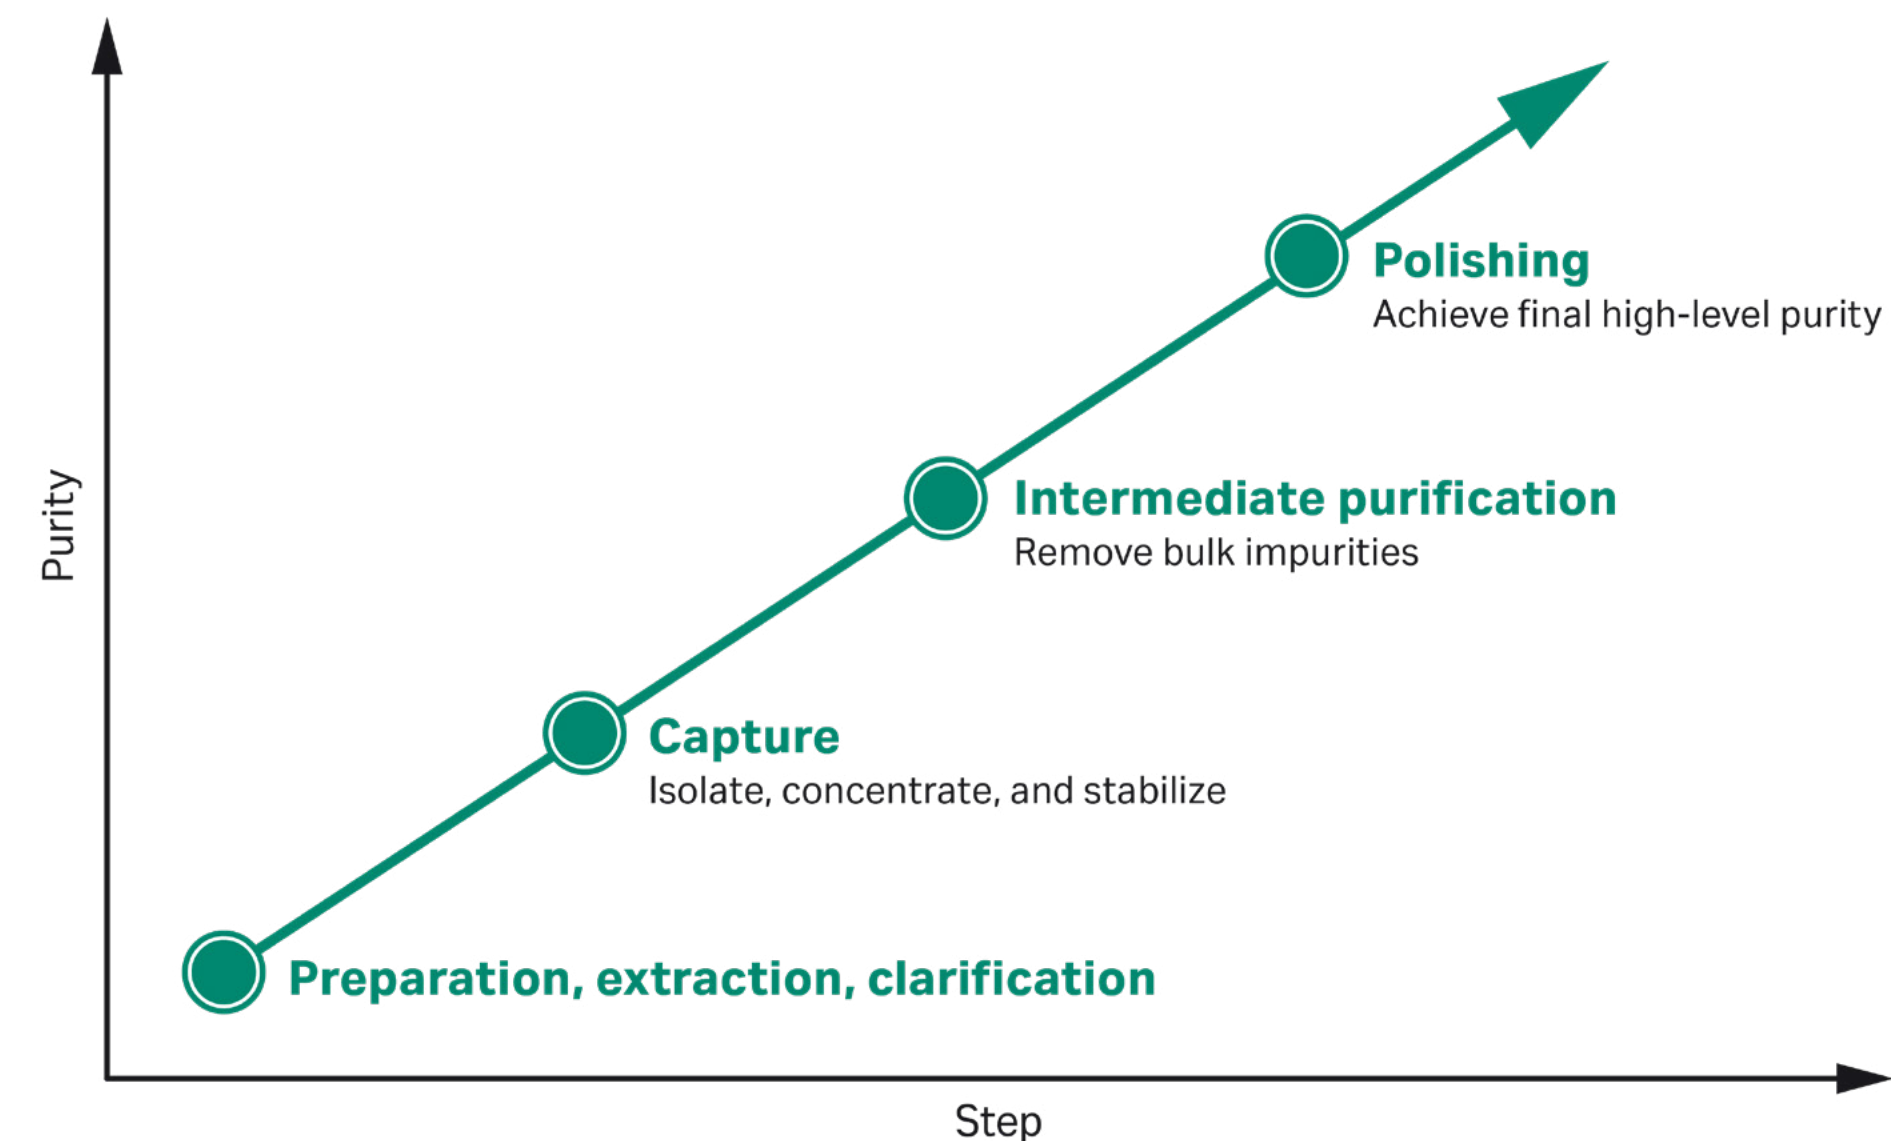 Purity
Polishing
Achieve final high-level purity
Intermediate purification
Remove bulk impurities
Capture
Isolate, concentrate, and stabilize
Preparation, extraction, clarification
Step